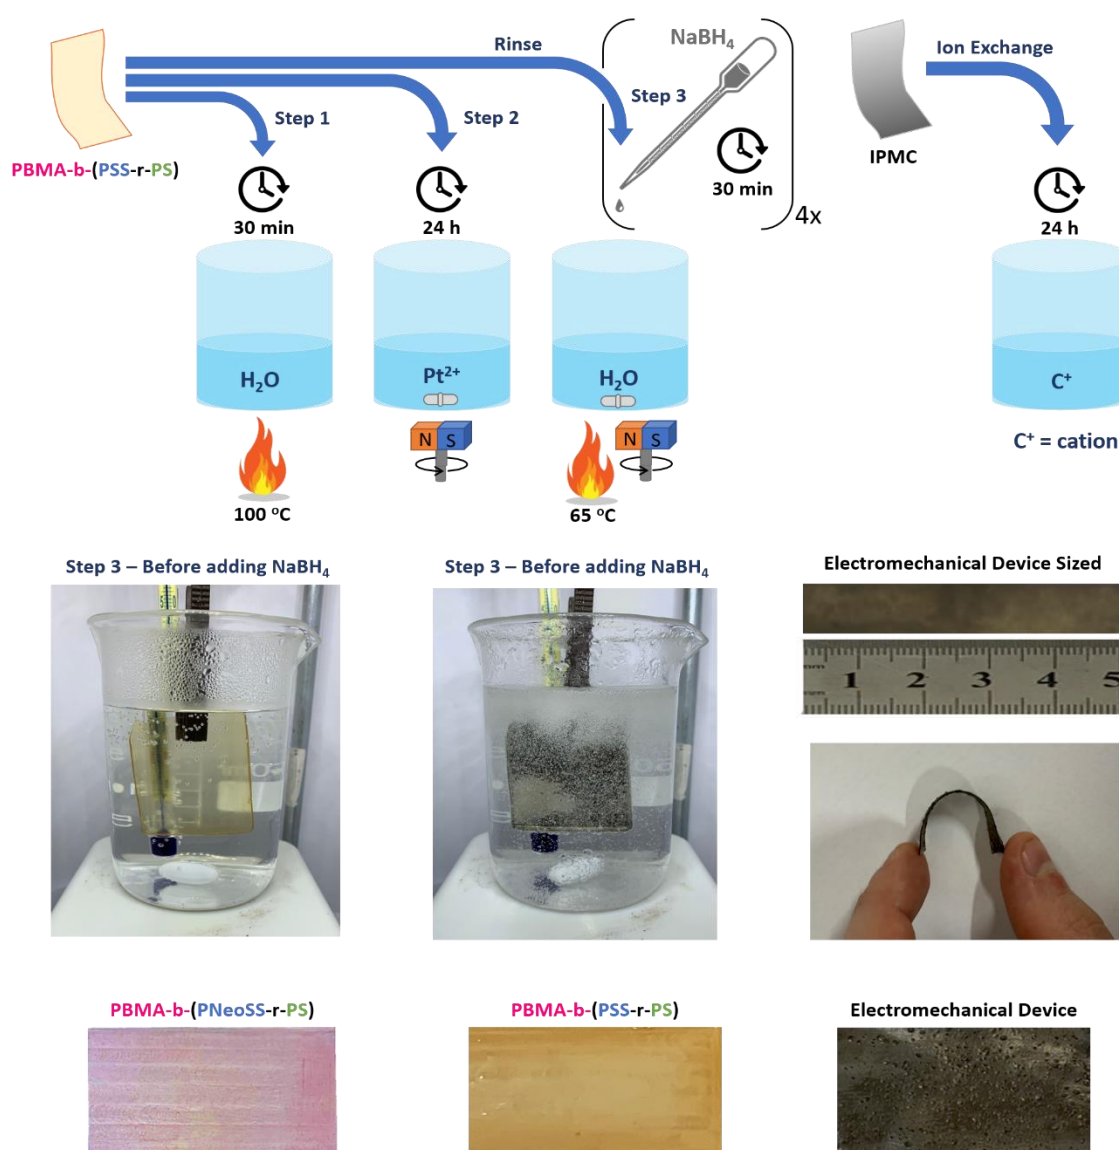 Rinse
NaBH₄
Ion Exchange
Step 1
Step 2
Step 3
PBMA-b-(PSS-r-PS)
30 min
IPMC
4x
30 min
24 h
24 h
H₂O
Pt²⁺
H₂O
C⁺
N S
N S
C⁺ = cation
100 °C
65 °C
Step 3 – Before adding NaBH₄
Step 3 – Before adding NaBH₄
Electromechanical Device Sized
1 2 3 4 5
PBMA-b-(PNeoSS-r-PS)
PBMA-b-(PSS-r-PS)
Electromechanical Device